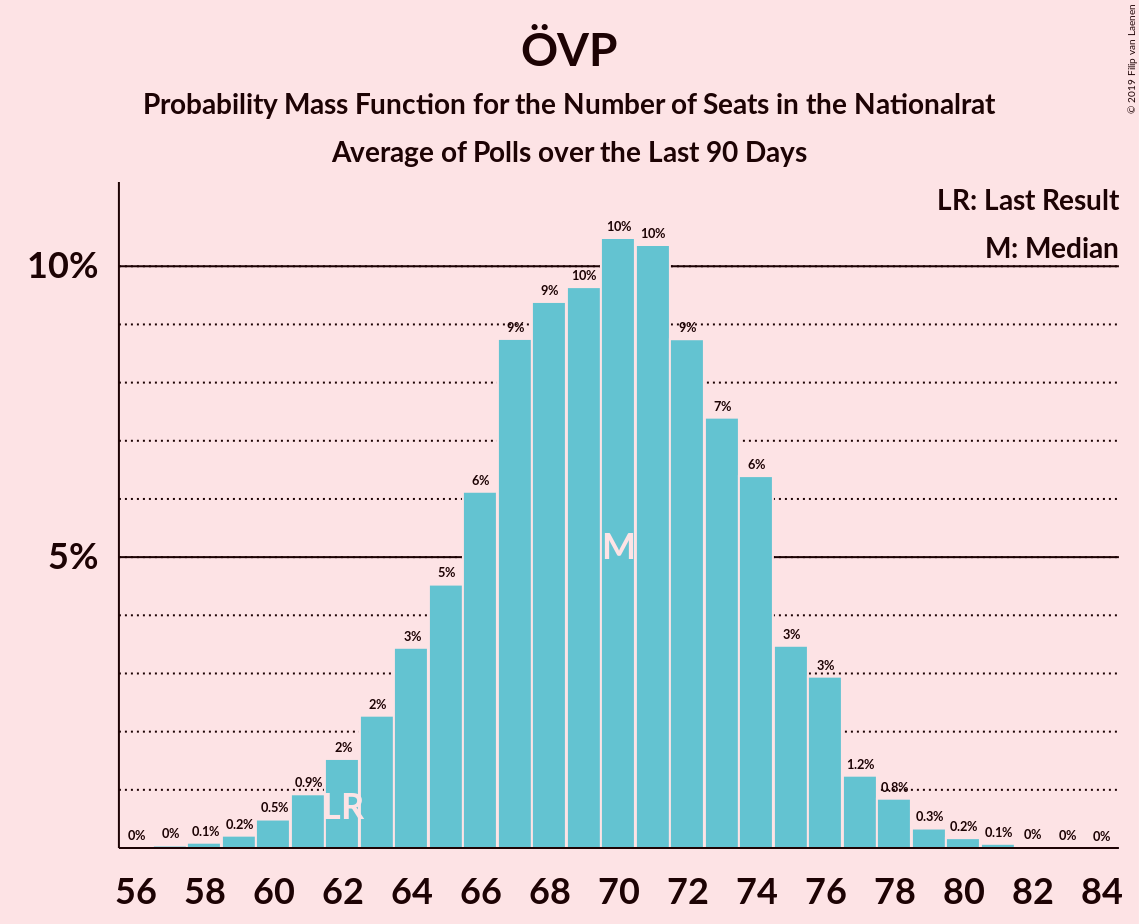 ÖVP
Probability Mass Function for the Number of Seats in the Nationalrat
Average of Polls over the Last 90 Days
© 2019 Filip van Laenen
LR: Last Result
M: Median
10%
5%
0% 0% 0.1% 0.2% 0.5% 0.9% 2% 2% 3% 5% 6% 9% 9% 10% 10% 10% 9% 7% 6% 3% 3% 1.2% 0.8% 0.3% 0.2% 0.1% 0% 0% 0%
M
LR
56 58 60 62 64 66 68 70 72 74 76 78 80 82 84